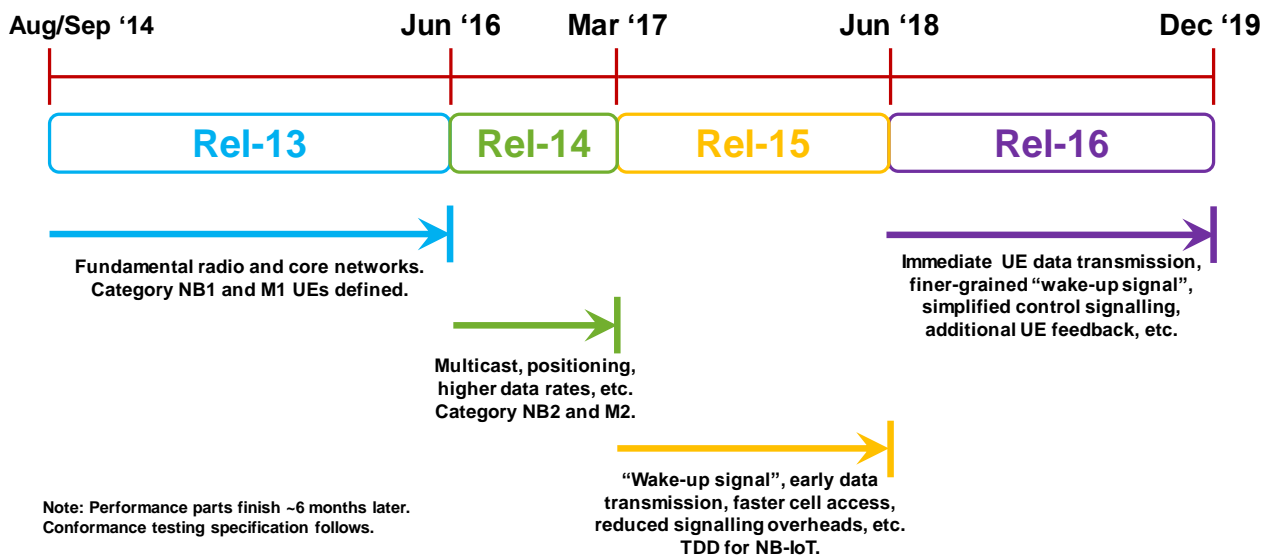 Aug/Sep ‘14
Jun ‘16
Mar ‘17
Jun ‘18
Dec ‘19
Rel-13
Rel-14
Rel-15
Rel-16
Fundamental radio and core networks.
Category NB1 and M1 UEs defined.
Immediate UE data transmission,
finer-grained “wake-up signal”,
simplified control signalling,
additional UE feedback, etc.
Multicast, positioning,
higher data rates, etc.
Category NB2 and M2.
“Wake-up signal”, early data
transmission, faster cell access,
reduced signalling overheads, etc.
TDD for NB-IoT.
Note: Performance parts finish ~6 months later.
Conformance testing specification follows.